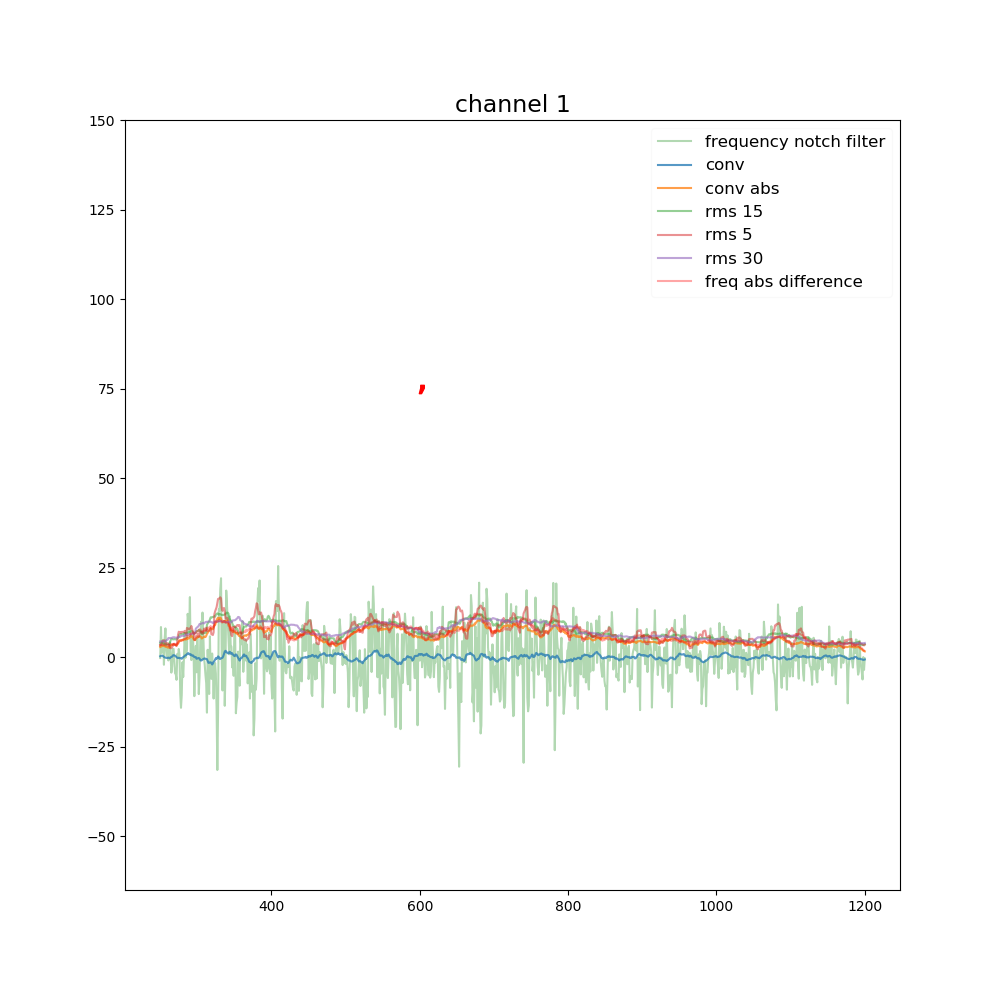 channel 1
150
125
100
75
50
25
0
−25
−50
frequency notch filter
conv
conv abs
rms 15
rms 5
rms 30
freq abs difference
,
400
600
800
1000
1200